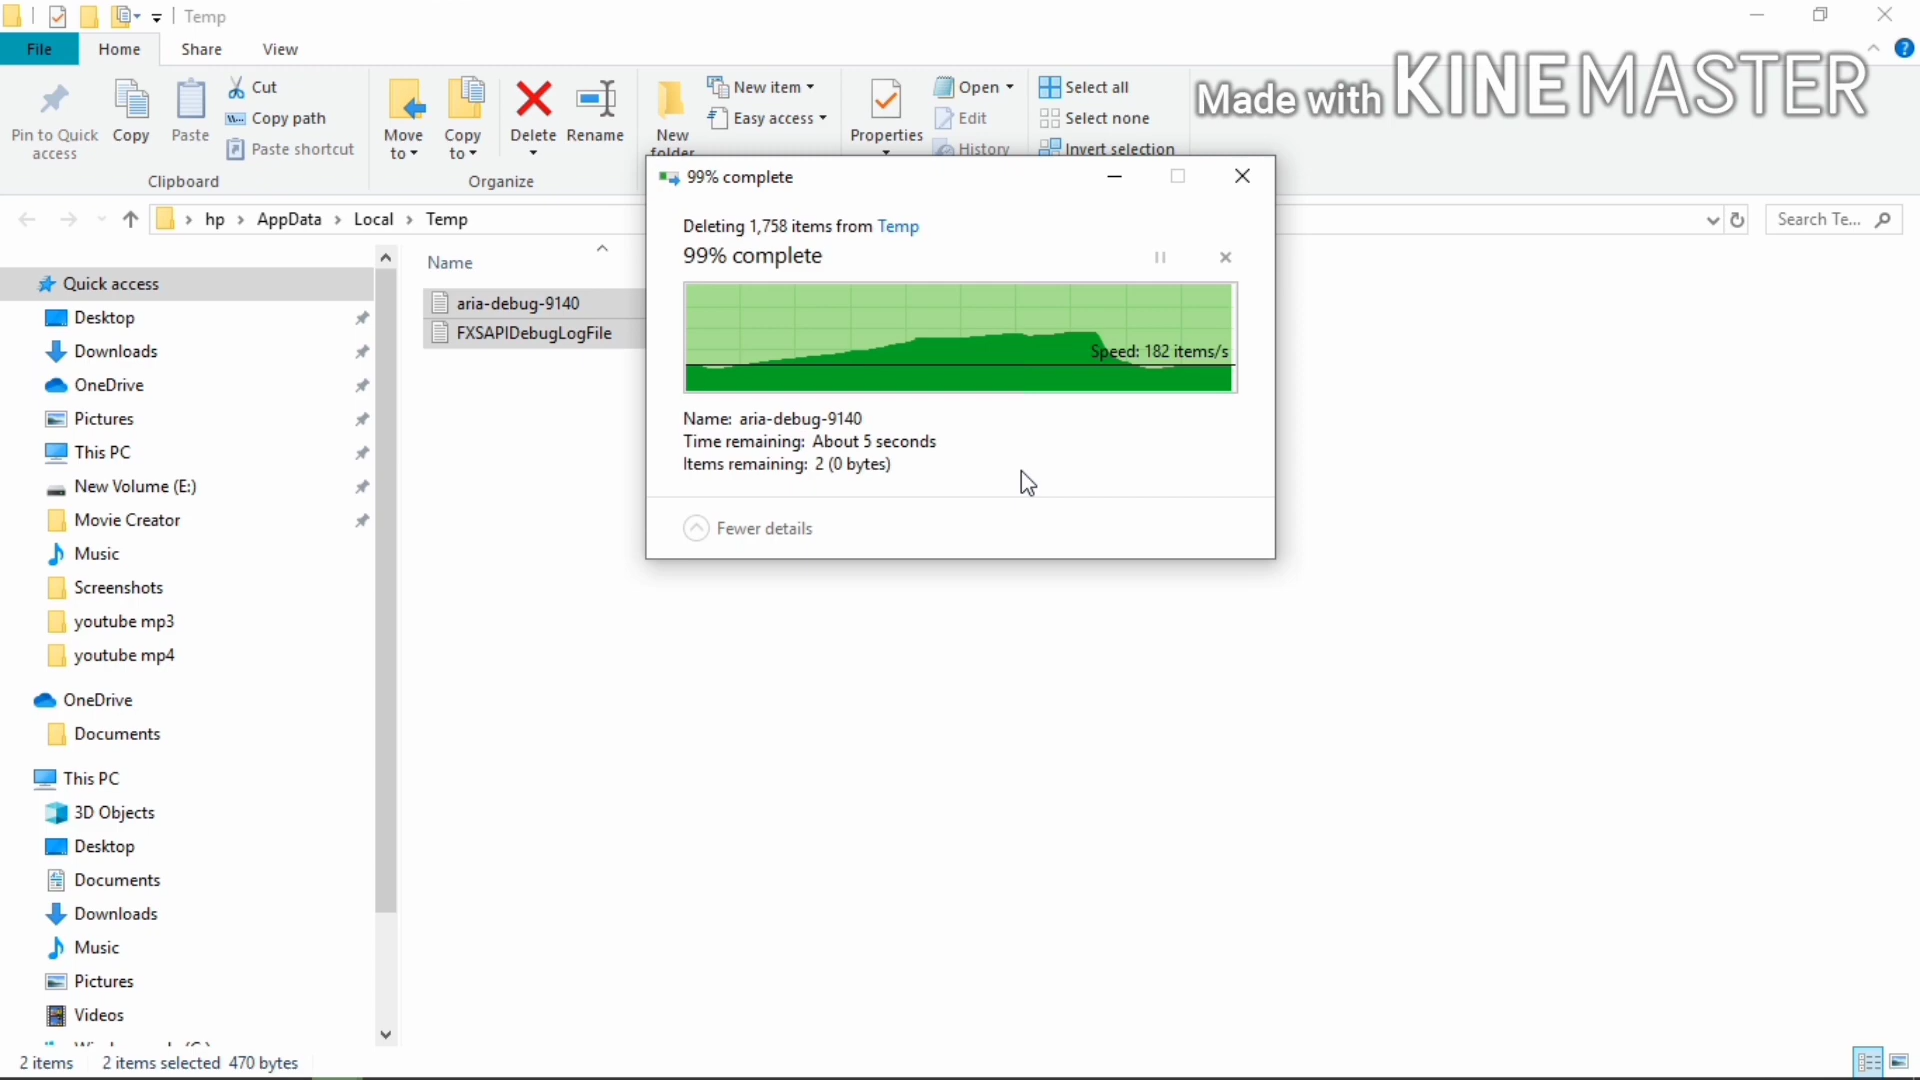 Temp
File
Home
Share
View
Made with KINEMASTER
Pin to Quick access
Copy
Paste
Cut
Copy path
Paste shortcut
Clipboard
Move to
Copy to
Delete
Rename
Organize
New folder
New item
Easy access
Properties
Open
Edit
History
Select all
Select none
Invert selection
hp
AppData
Local
Temp
Search Te...
Quick access
Desktop
Downloads
OneDrive
Pictures
This PC
New Volume (E:)
Movie Creator
Music
Screenshots
youtube mp3
youtube mp4
OneDrive
Documents
This PC
3D Objects
Desktop
Documents
Downloads
Music
Pictures
Videos
Name
aria-debug-9140
FXSAPIDebugLogFile
99% complete
Deleting 1,758 items from Temp
99% complete
Speed: 182 items/s
Name: aria-debug-9140
Time remaining: About 5 seconds
Items remaining: 2 (0 bytes)
Fewer details
2 items
2 items selected 470 bytes